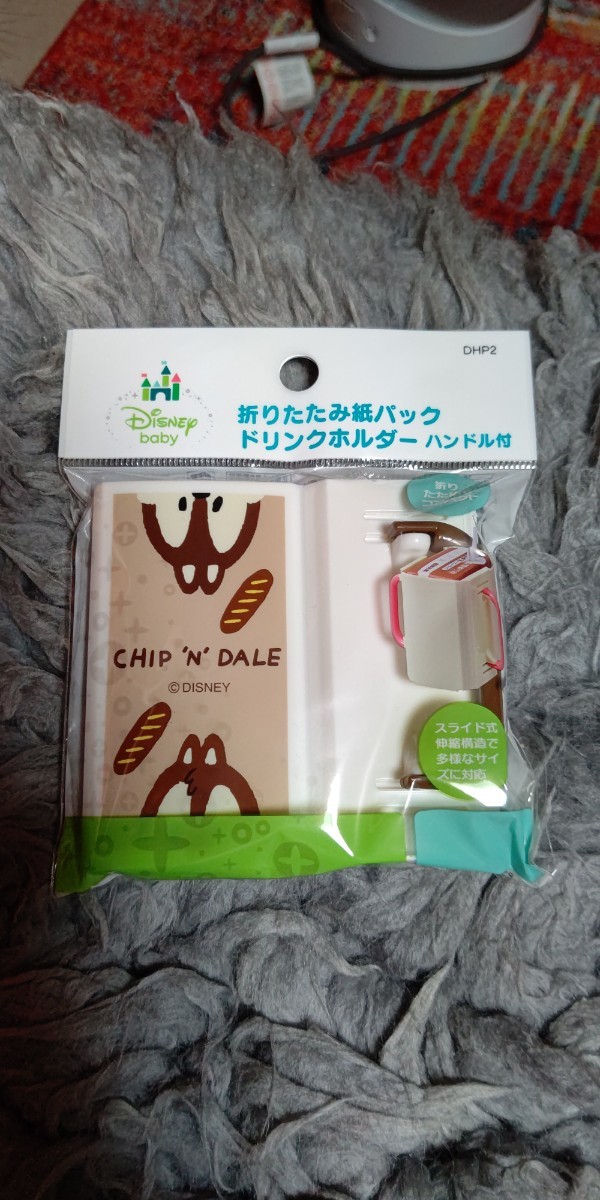 DHP2
Disney
baby
折りたたみ紙パック
ドリンクホルダー ハンドル付
折り
CHIP 'N' DALE
© DISNEY
スライド式
伸縮構造で
多様なサイ
ズに対応